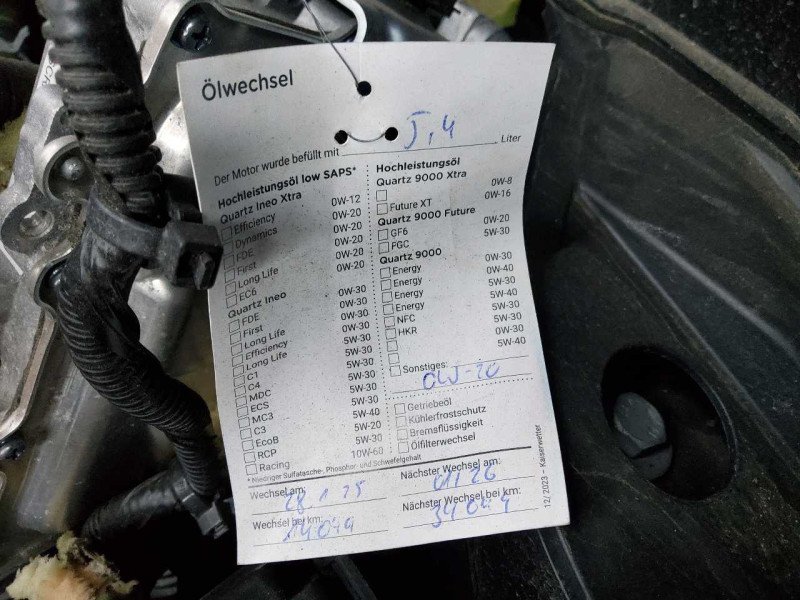 Ölwechsel
Der Motor wurde befüllt mit 5,4 Liter
Hochleistungsöl low SAPS*
Quartz Ineo Xtra
Efficiency 0W-12
Dynamics 0W-20
FDE 0W-20
First 0W-20
Long Life 0W-20
EC6 0W-20
Quartz Ineo
FDE 0W-30
First 0W-30
Long Life 0W-30
Efficiency 0W-30
Long Life 5W-30
C1 5W-30
C4 5W-30
MDC 5W-30
ECS 5W-30
MC3 5W-30
C3 5W-40
EcoB 5W-20
RCP 5W-30
Racing 10W-60
* Niedriger Sulfatasche-, Phosphor- und Schwefelgehalt
Hochleistungsöl
Quartz 9000 Xtra
0W-8
Future XT 0W-16
Quartz 9000 Future
GF6 0W-20
FGC 5W-30
Quartz 9000
Energy 0W-30
Energy 0W-40
Energy 5W-30
Energy 5W-40
NFC 5W-30
HKR 5W-30
0W-30
5W-40
Sonstiges:
0W-20
Getriebeöl
Kühlerfrostschutz
Bremsflüssigkeit
Ölfilterwechsel
Wechsel am: 28.1.25
Nächster Wechsel am: 01/26
Wechsel bei km:
Nächster Wechsel bei km:
12/2023 – Kaiserwetter